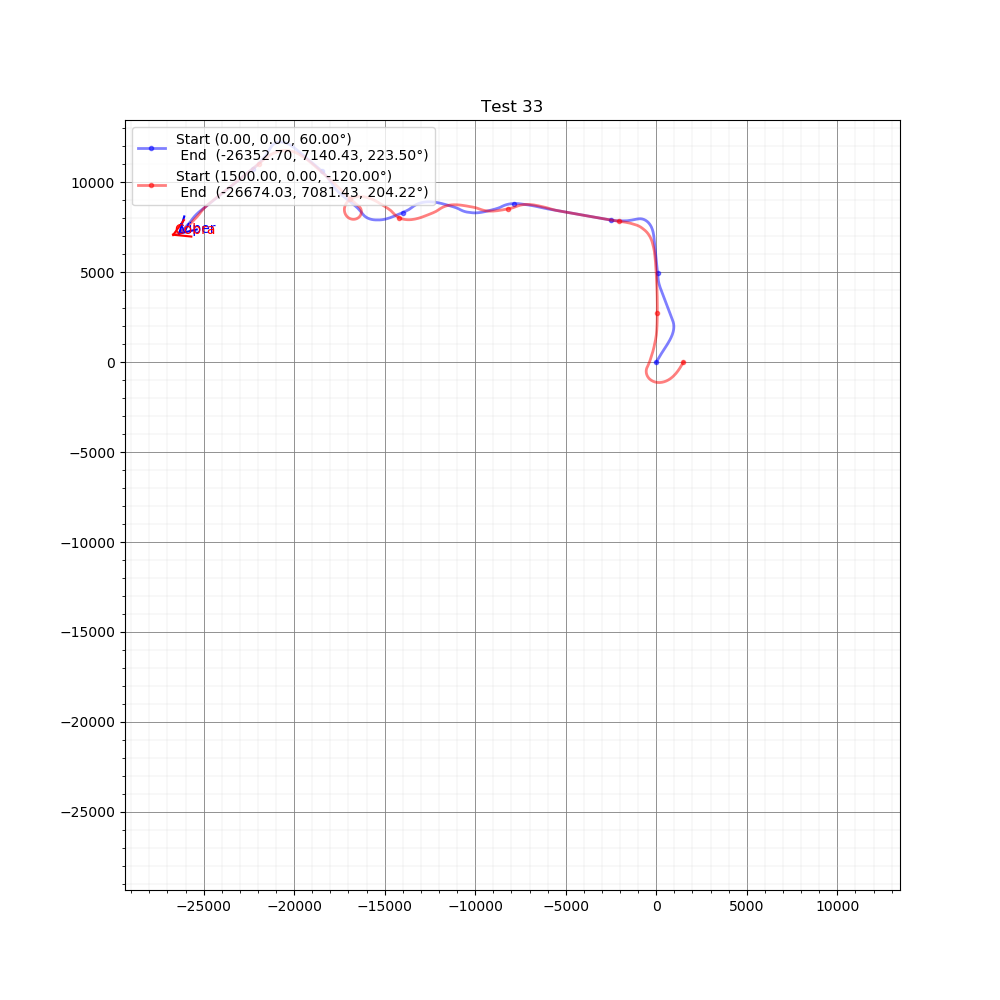 Test 33
Start (0.00, 0.00, 60.00°)
End (-26352.70, 7140.43, 223.50°)
Start (1500.00, 0.00, -120.00°)
End (-26674.03, 7081.43, 204.22°)
10000
5000
0
−5000
−10000
−15000
−20000
−25000
−25000 −20000 −15000 −10000 −5000 0 5000 10000